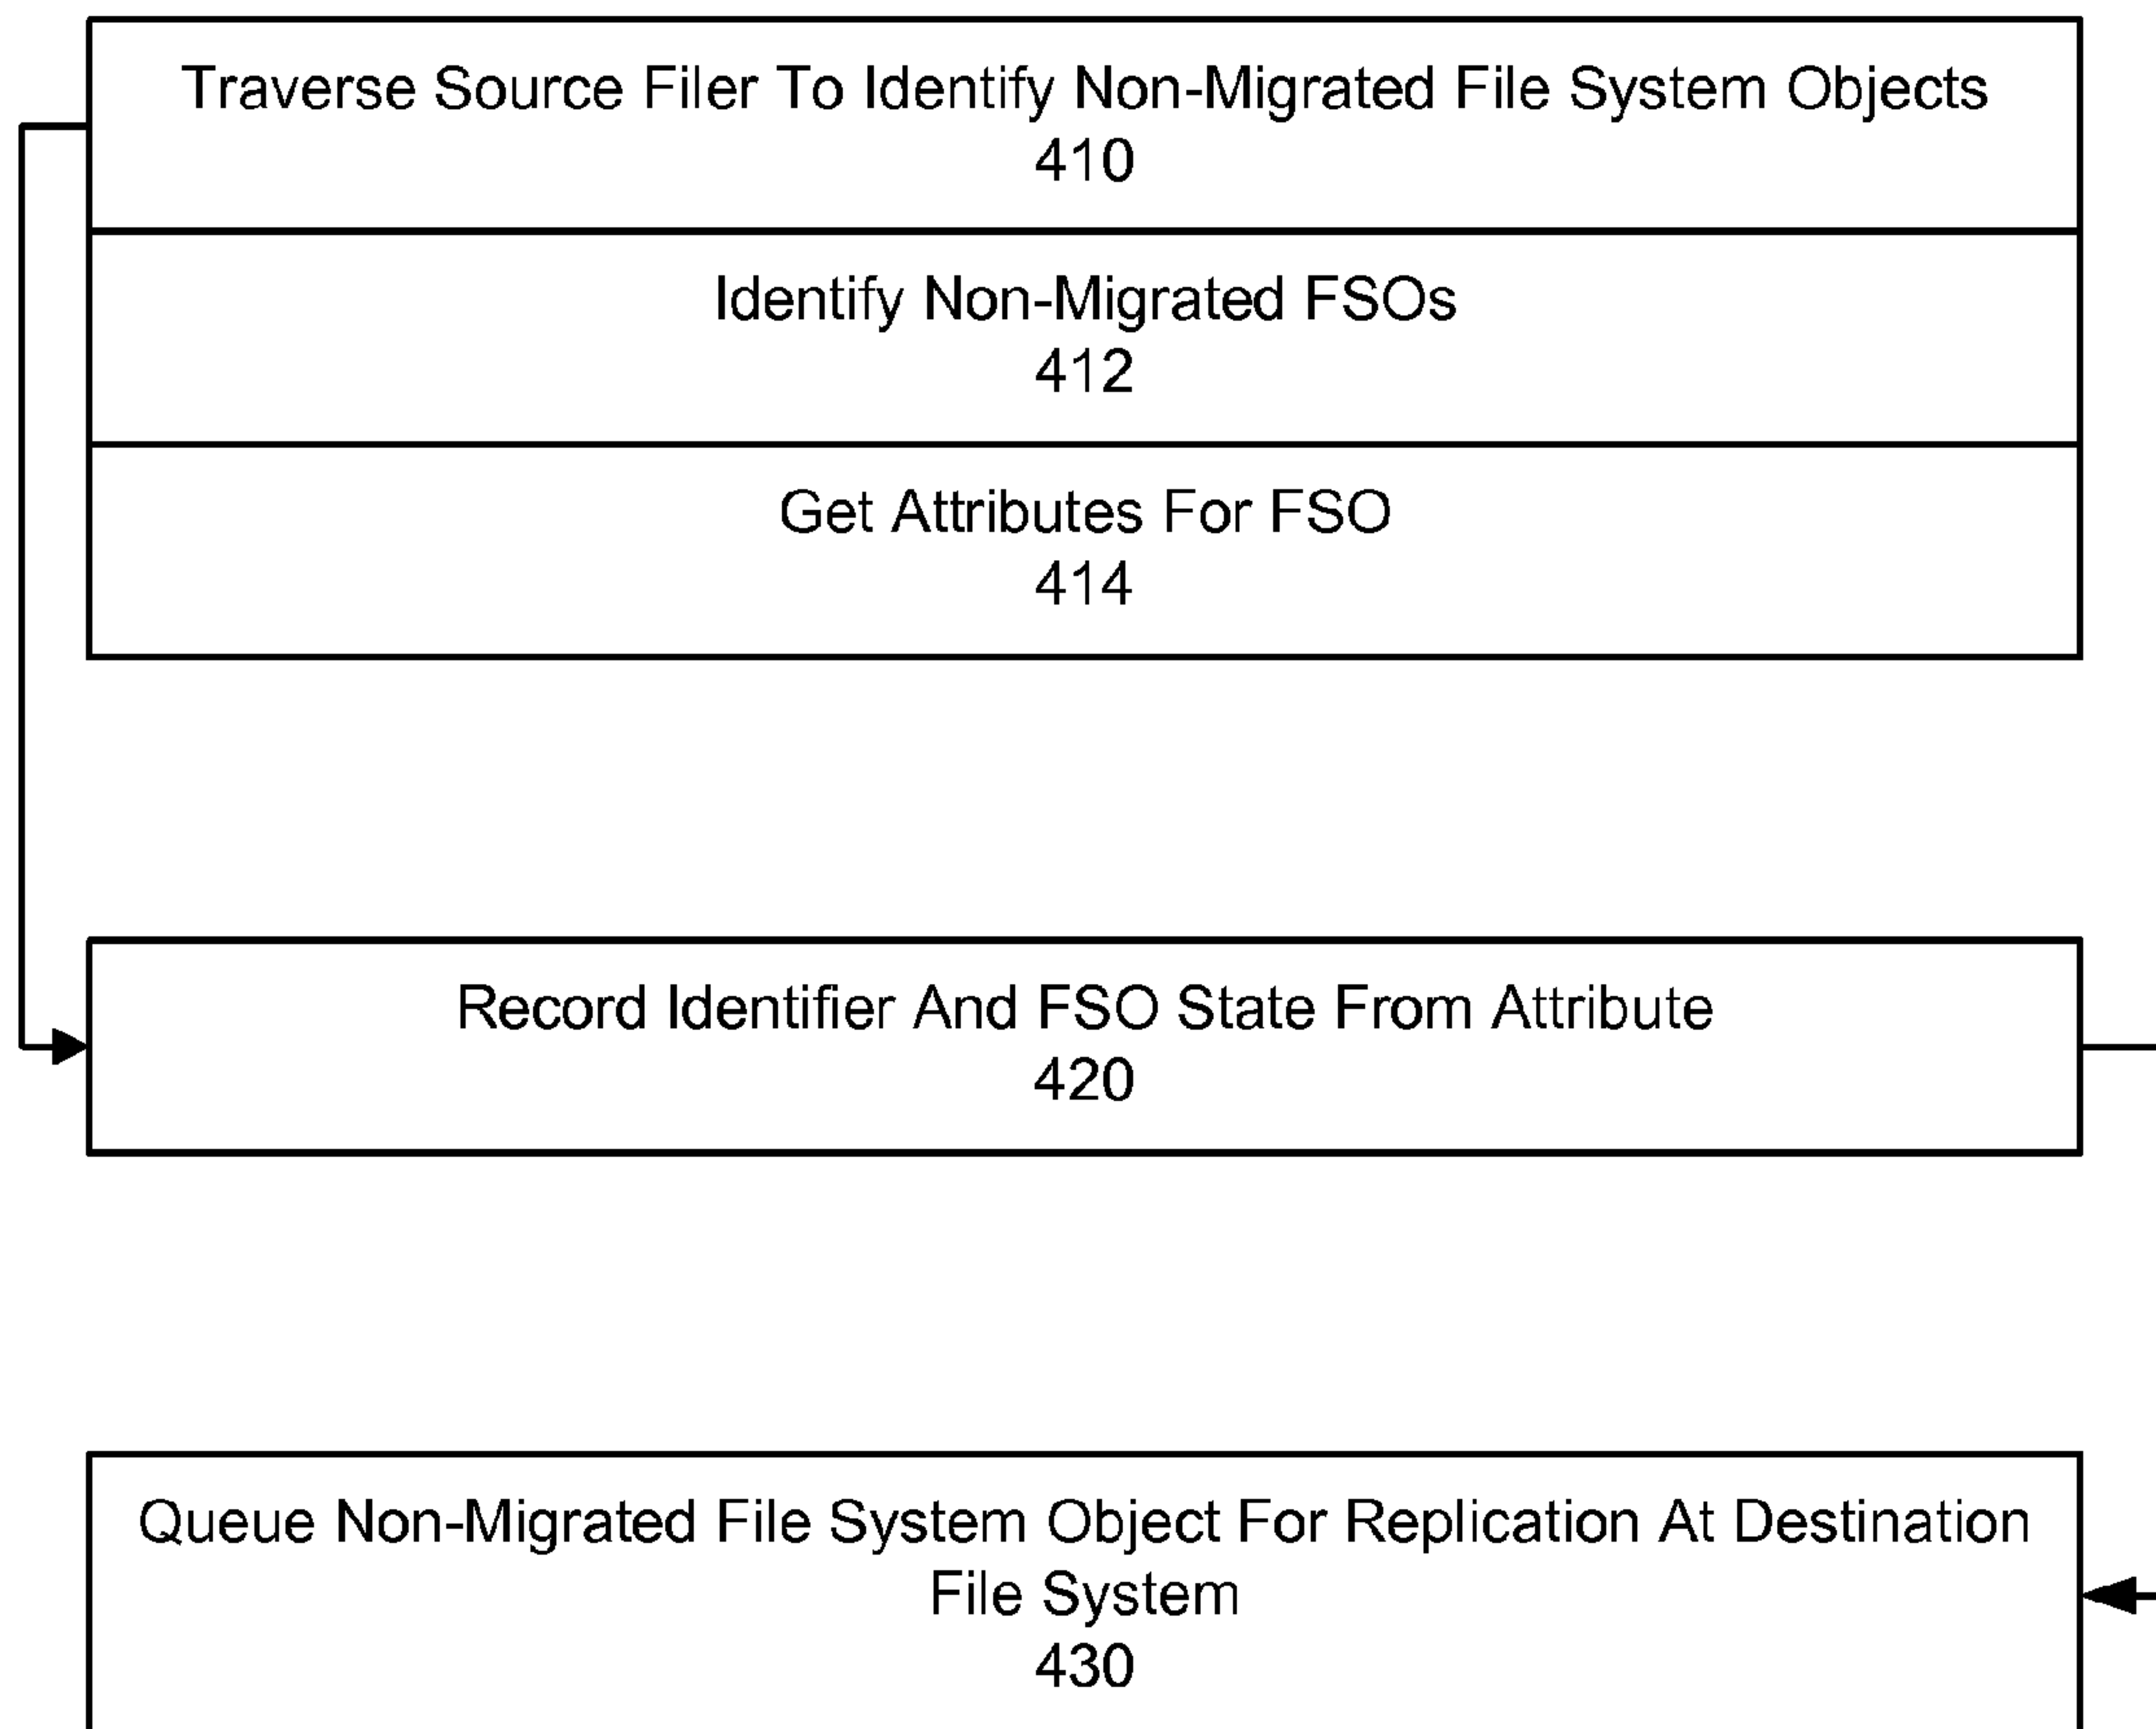 Traverse Source Filer To Identify Non-Migrated File System Objects
410
Identify Non-Migrated FSOs
412
Get Attributes For FSO
414
Record Identifier And FSO State From Attribute
420
Queue Non-Migrated File System Object For Replication At Destination
File System
430